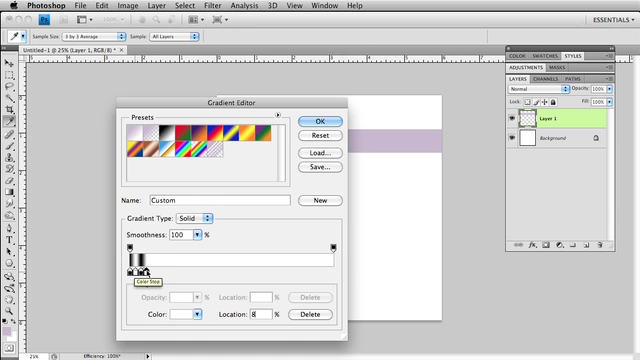 Photoshop File Edit Image Layer Select Filter Analysis 3D View Window Help
100%
ESSENTIALS
Sample Size: 3 by 3 Average Sample: All Layers
Untitled-1 @ 25% (Layer 1, RGB/8) *
Gradient Editor
Presets
OK
Reset
Load...
Save...
Name: Custom
New
Gradient Type: Solid
Smoothness: 100 %
Color Stop
Opacity: % Location: % Delete
Color: Location: 8 % Delete
25% Efficiency: 100%*
COLOR SWATCHES STYLES
ADJUSTMENTS MASKS
LAYERS CHANNELS PATHS
Normal Opacity: 100%
Lock: Fill: 100%
Layer 1
Background